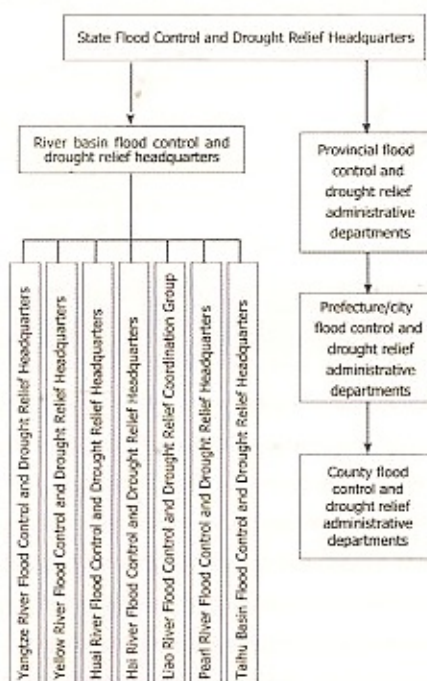 State Flood Control and Drought Relief Headquarters
River basin flood control and
drought relief headquarters
Yangtze River Flood Control and Drought Relief Headquarters
Yellow River Flood Control and Drought Relief Headquarters
Huai River Flood Control and Drought Relief Headquarters
Hai River Flood Control and Drought Relief Headquarters
Liao River Flood Control and Drought Relief Coordination Group
Pearl River Flood Control and Drought Relief Headquarters
Taihu Basin Flood Control and Drought Relief Headquarters
Provincial flood
control and
drought relief
administrative
departments
Prefecture/city
flood control and
drought relief
administrative
departments
County flood
control and
drought relief
administrative
departments